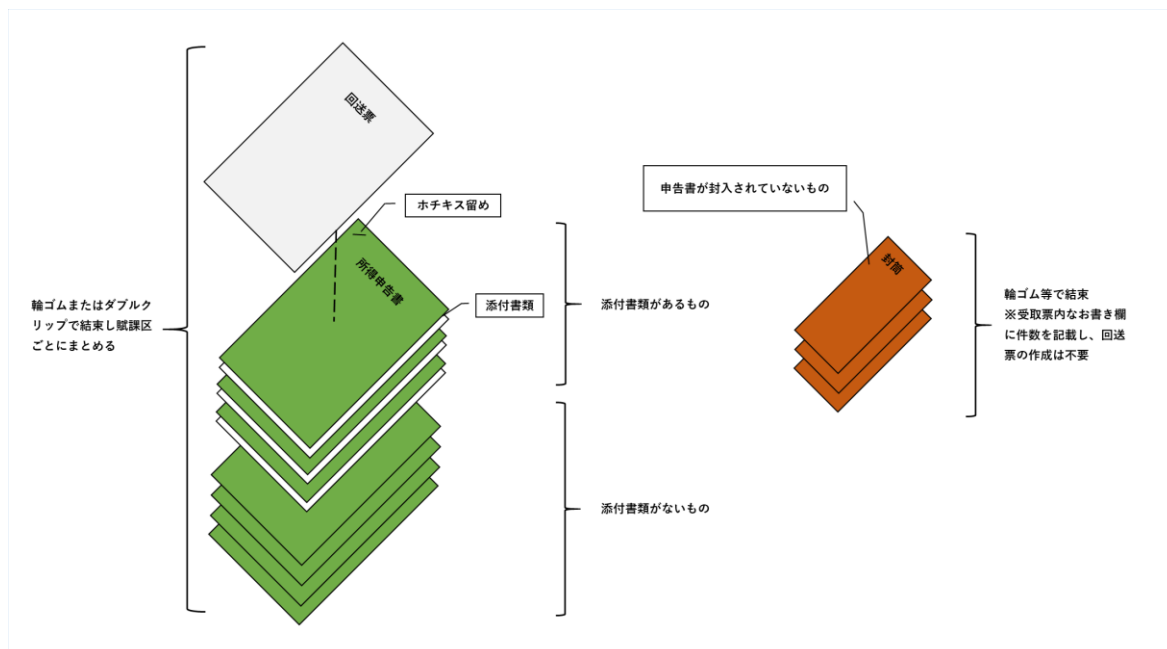 回送票
ホチキス留め
所得申告書
添付書類
輪ゴムまたはダブルク
リップで結束し賦課区
ごとにまとめる
添付書類があるもの
添付書類がないもの
申告書が封入されていないもの
封筒
輪ゴム等で結束
※受取票内なお書き欄
に件数を記載し、回送
票の作成は不要